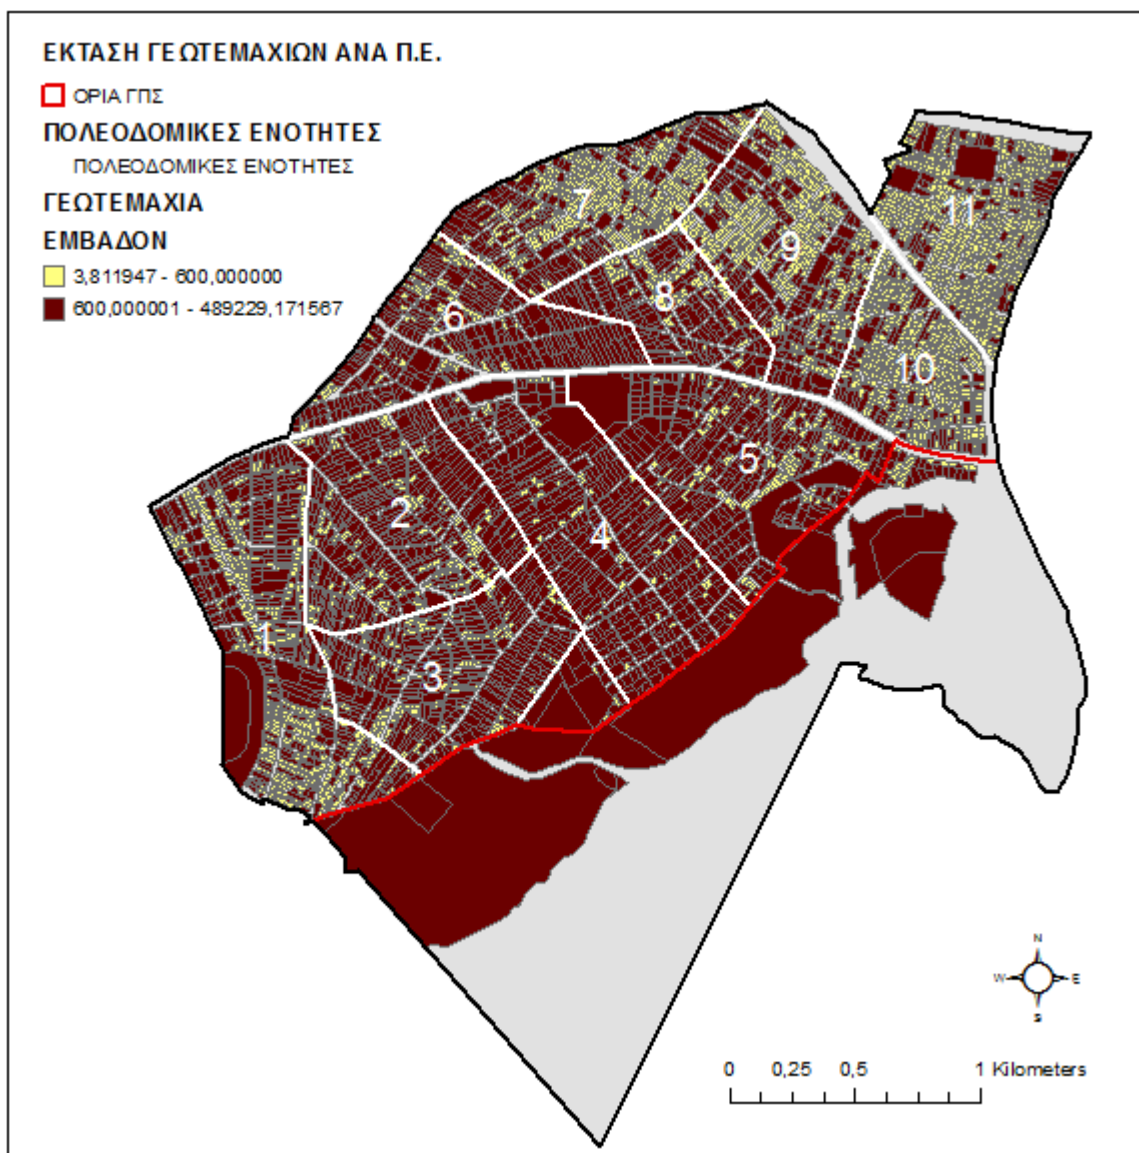 ΕΚΤΑΣΗ ΓΕΩΤΕΜΑΧΙΩΝ ΑΝΑ Π.Ε.
ΟΡΙΑ ΓΠΣ
ΠΟΛΕΟΔΟΜΙΚΕΣ ΕΝΟΤΗΤΕΣ
ΠΟΛΕΟΔΟΜΙΚΕΣ ΕΝΟΤΗΤΕΣ
ΓΕΩΤΕΜΑΧΙΑ
ΕΜΒΑΔΟΝ
3,811947 - 600,000000
600,000001 - 489229,171567
7
11
9
8
6
10
5
2
4
1
3
N
W E
S
0 0,25 0,5 1 Kilometers